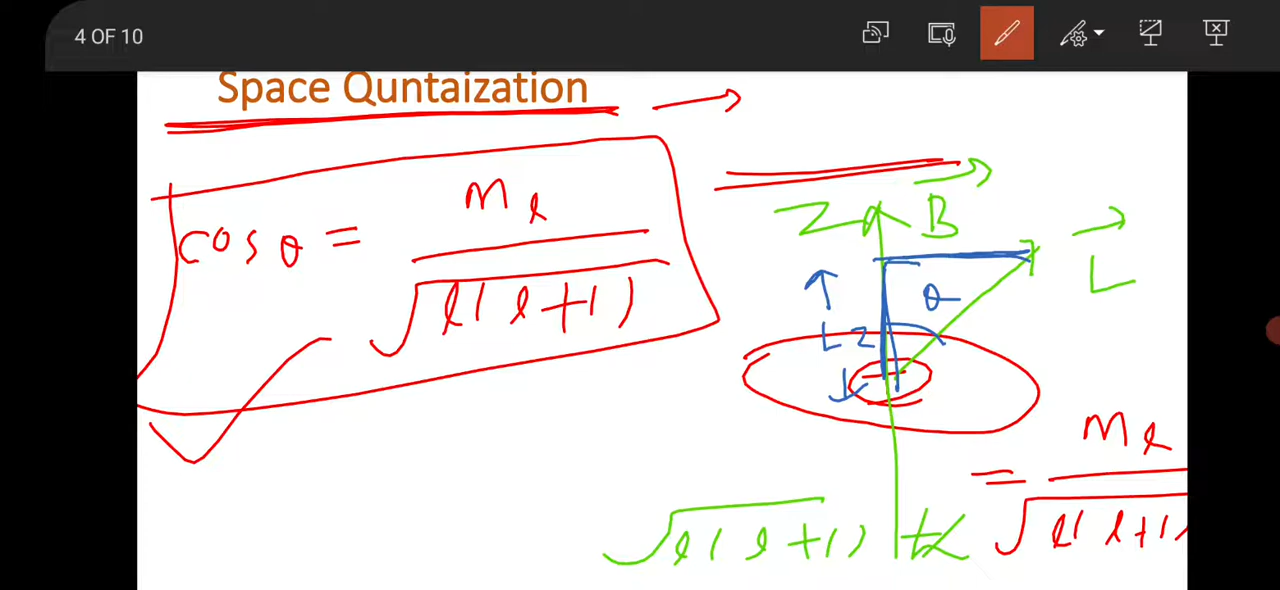 4 OF 10
Space Quntaization
cos θ = mℓ / √ℓ(ℓ+1)
Z B
L
θ
LZ
= mℓ / √ℓ(ℓ+1)
√ℓ(ℓ+1) ħ